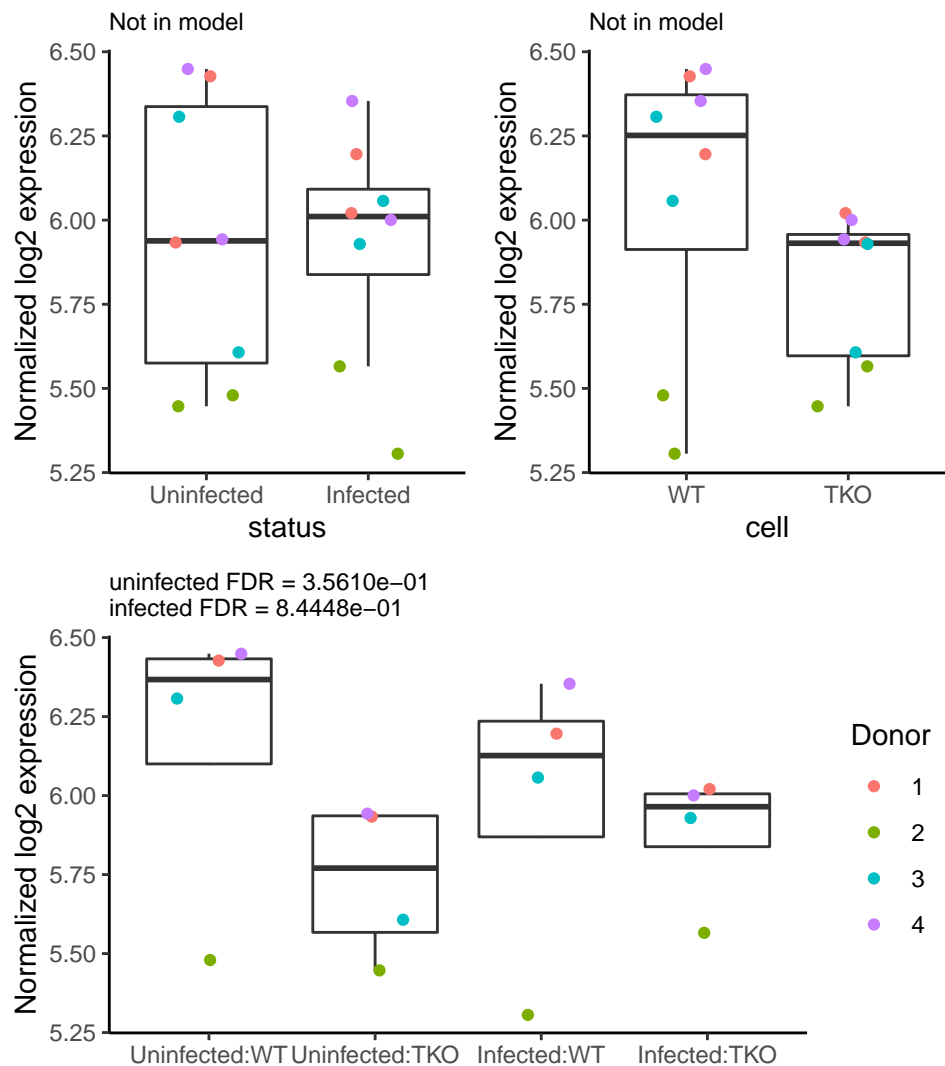 Not in model
Normalized log2 expression
6.50
6.25
6.00
5.75
5.50
5.25
Uninfected Infected
status
Not in model
Normalized log2 expression
6.50
6.25
6.00
5.75
5.50
5.25
WT TKO
cell
uninfected FDR = 3.5610e−01
infected FDR = 8.4448e−01
Normalized log2 expression
6.50
6.25
6.00
5.75
5.50
5.25
Uninfected:WT Uninfected:TKO Infected:WT Infected:TKO
Donor
1
2
3
4